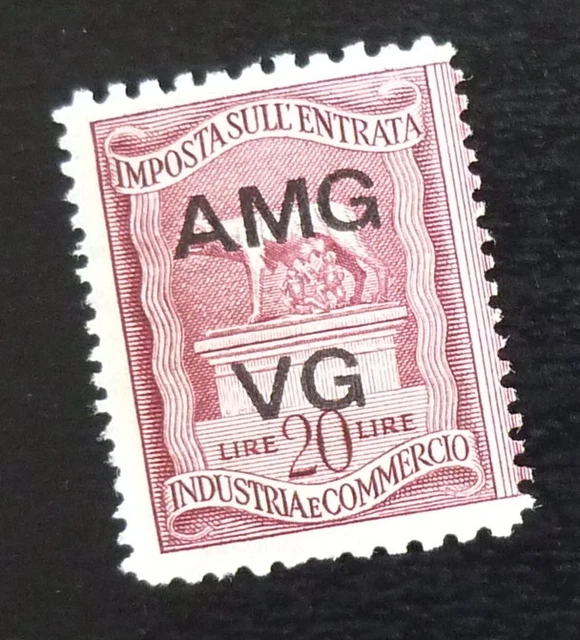 IMPOSTA SULL'ENTRATA
AMG
VG
LIRE 20 LIRE
INDUSTRIA E COMMERCIO